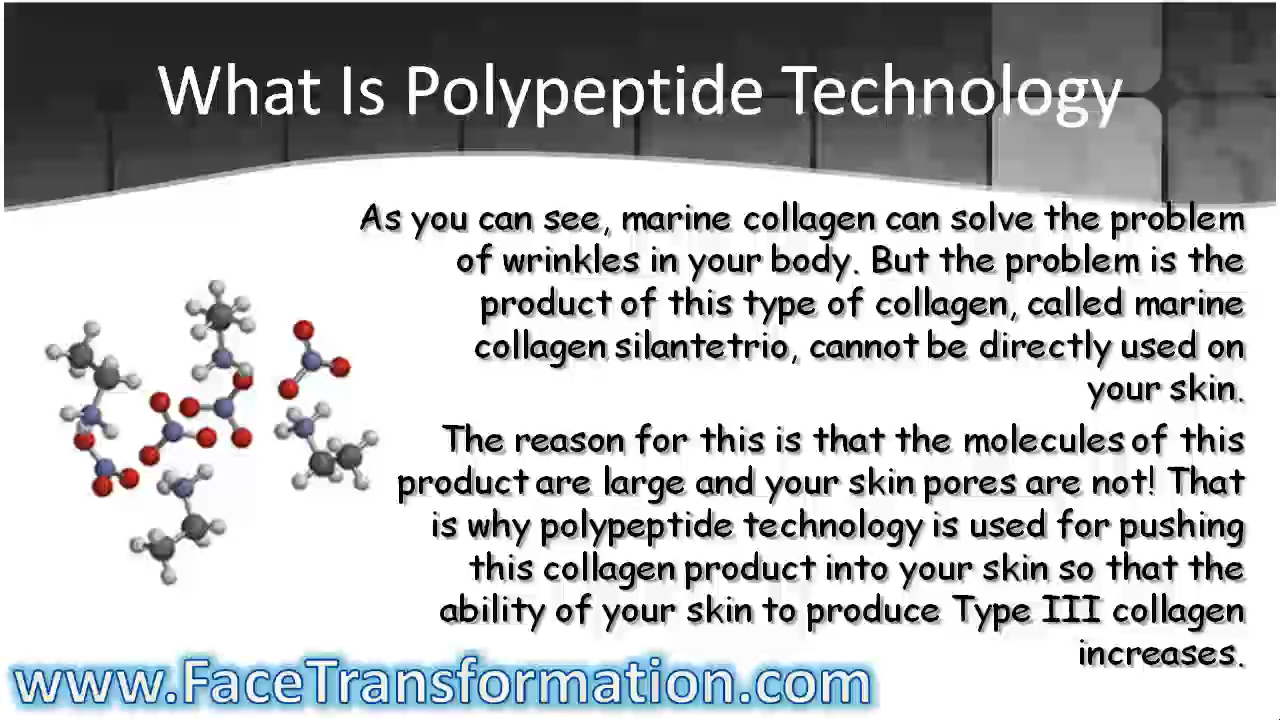 What Is Polypeptide Technology
As you can see, marine collagen can solve the problem
of wrinkles in your body. But the problem is the
product of this type of collagen, called marine
collagen silantetrio, cannot be directly used on
your skin.
The reason for this is that the molecules of this
product are large and your skin pores are not! That
is why polypeptide technology is used for pushing
this collagen product into your skin so that the
ability of your skin to produce Type III collagen
increases.
www.FaceTransformation.com